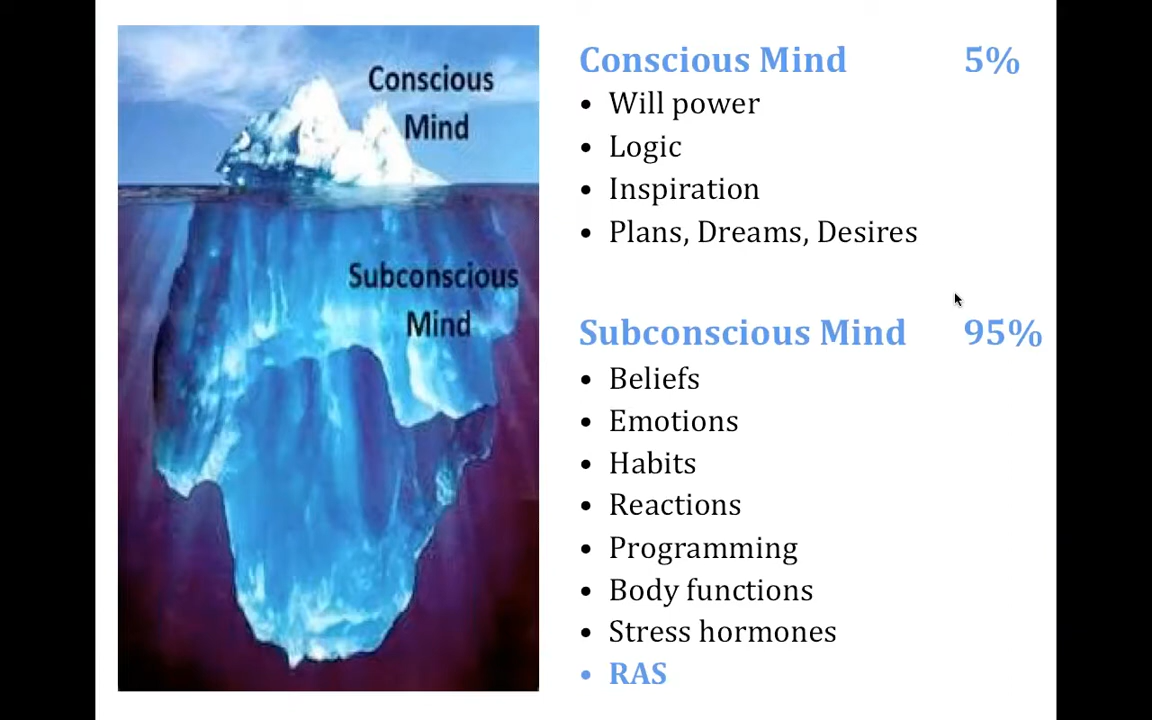 Conscious
Mind
Subconscious
Mind
Conscious Mind 5%
• Will power
• Logic
• Inspiration
• Plans, Dreams, Desires
Subconscious Mind 95%
• Beliefs
• Emotions
• Habits
• Reactions
• Programming
• Body functions
• Stress hormones
• RAS